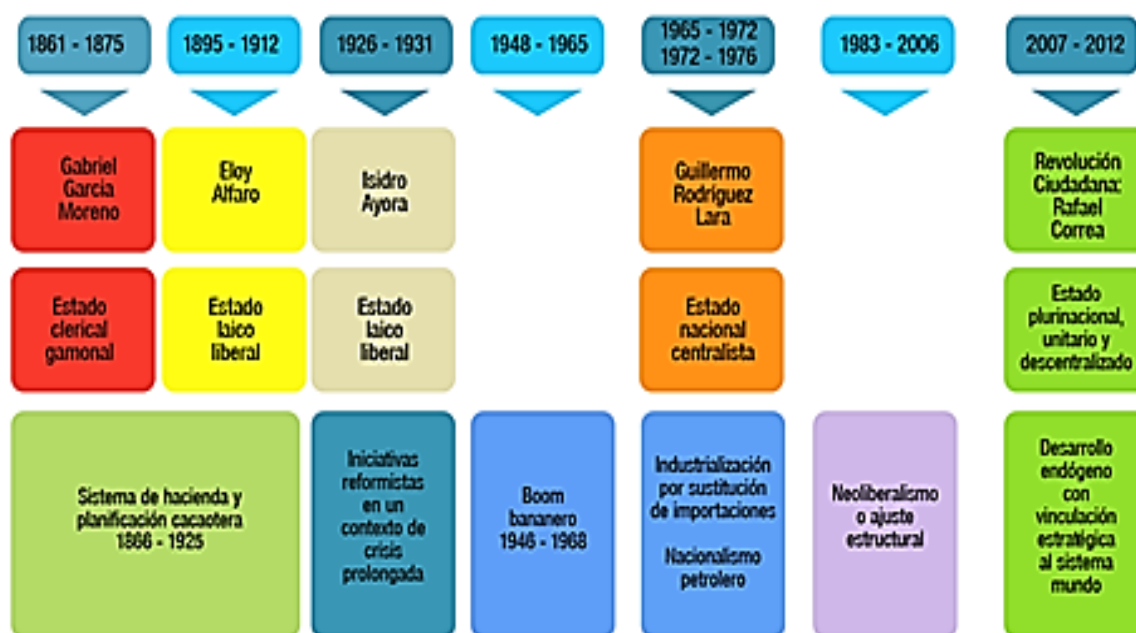 1861 - 1875
1895 - 1912
1926 - 1931
1948 - 1965
1965 - 1972
1972 - 1976
1983 - 2006
2007 - 2012
Gabriel
García
Moreno
Eloy
Alfaro
Isidro
Ayora
Guillermo
Rodríguez
Lara
Revolución
Ciudadana:
Rafael
Correa
Estado
clerical
gamonal
Estado
laico
liberal
Estado
laico
liberal
Estado
nacional
centralista
Estado
plurinacional,
unitario y
descentralizado
Sistema de hacienda y
planificación cacaotera
1866 - 1925
Iniciativas
reformistas
en un
contexto de
crisis
prolongada
Boom
bananero
1946 - 1968
Industrialización
por sustitución
de importaciones
Nacionalismo
petrolero
Neoliberalismo
o ajuste
estructural
Desarrollo
endógeno
con
vinculación
estratégica
al sistema
mundo